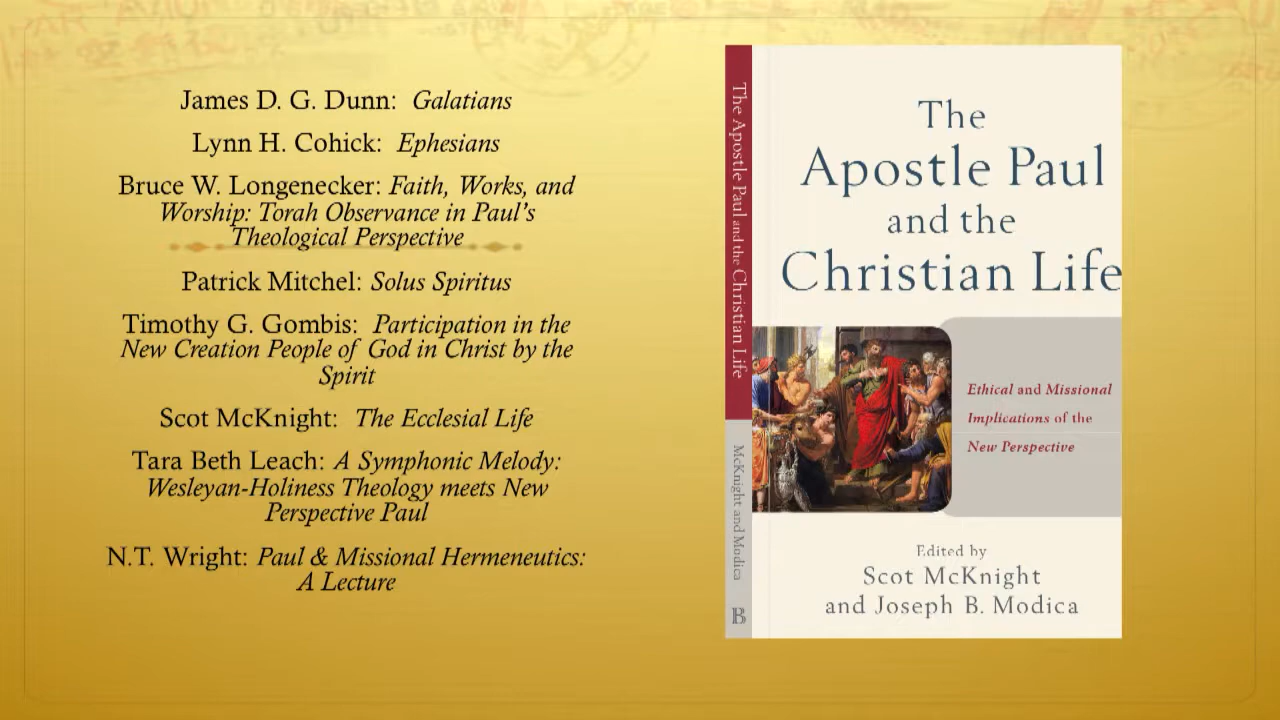 James D. G. Dunn: Galatians
Lynn H. Cohick: Ephesians
Bruce W. Longenecker: Faith, Works, and
Worship: Torah Observance in Paul's
Theological Perspective
Patrick Mitchel: Solus Spiritus
Timothy G. Gombis: Participation in the
New Creation People of God in Christ by the
Spirit
Scot McKnight: The Ecclesial Life
Tara Beth Leach: A Symphonic Melody:
Wesleyan-Holiness Theology meets New
Perspective Paul
N.T. Wright: Paul & Missional Hermeneutics:
A Lecture
The Apostle Paul and the Christian Life
McKnight and Modica
B
The
Apostle Paul
and the
Christian Life
Ethical and Missional
Implications of the
New Perspective
Edited by
Scot McKnight
and Joseph B. Modica